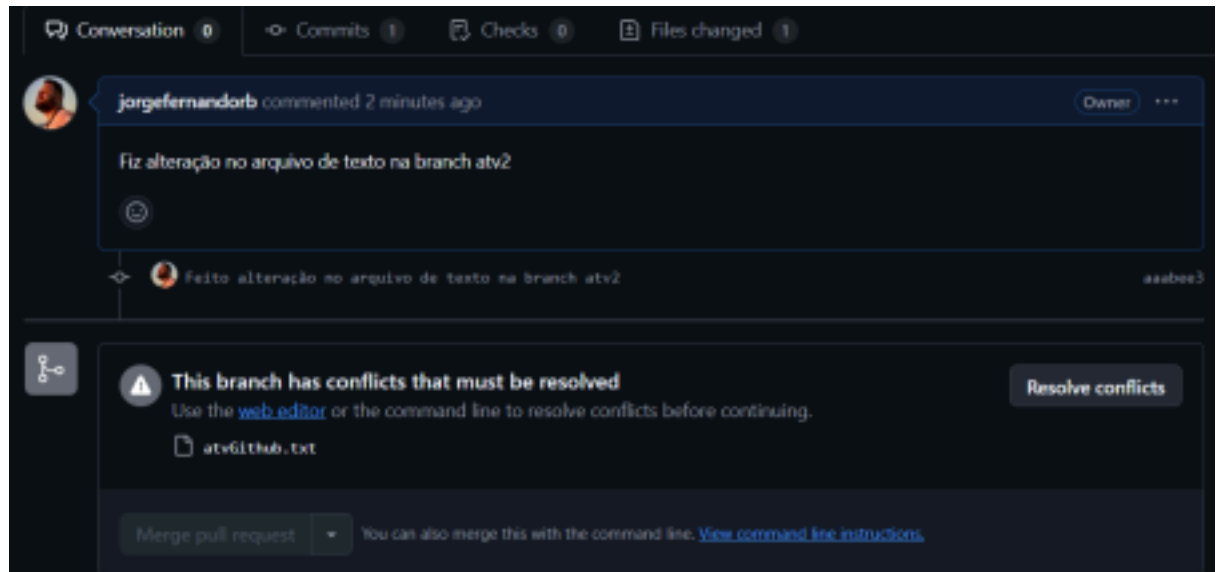 Conversation 0 Commits 1 Checks 0 Files changed 1
jorgefernandorb commented 2 minutes ago Owner ...
Fiz alteração no arquivo de texto na branch atv2
Feito alteração no arquivo de texto na branch atv2 aaabee3
This branch has conflicts that must be resolved
Resolve conflicts
Use the web editor or the command line to resolve conflicts before continuing.
atvGithub.txt
Merge pull request You can also merge this with the command line. View command line instructions.